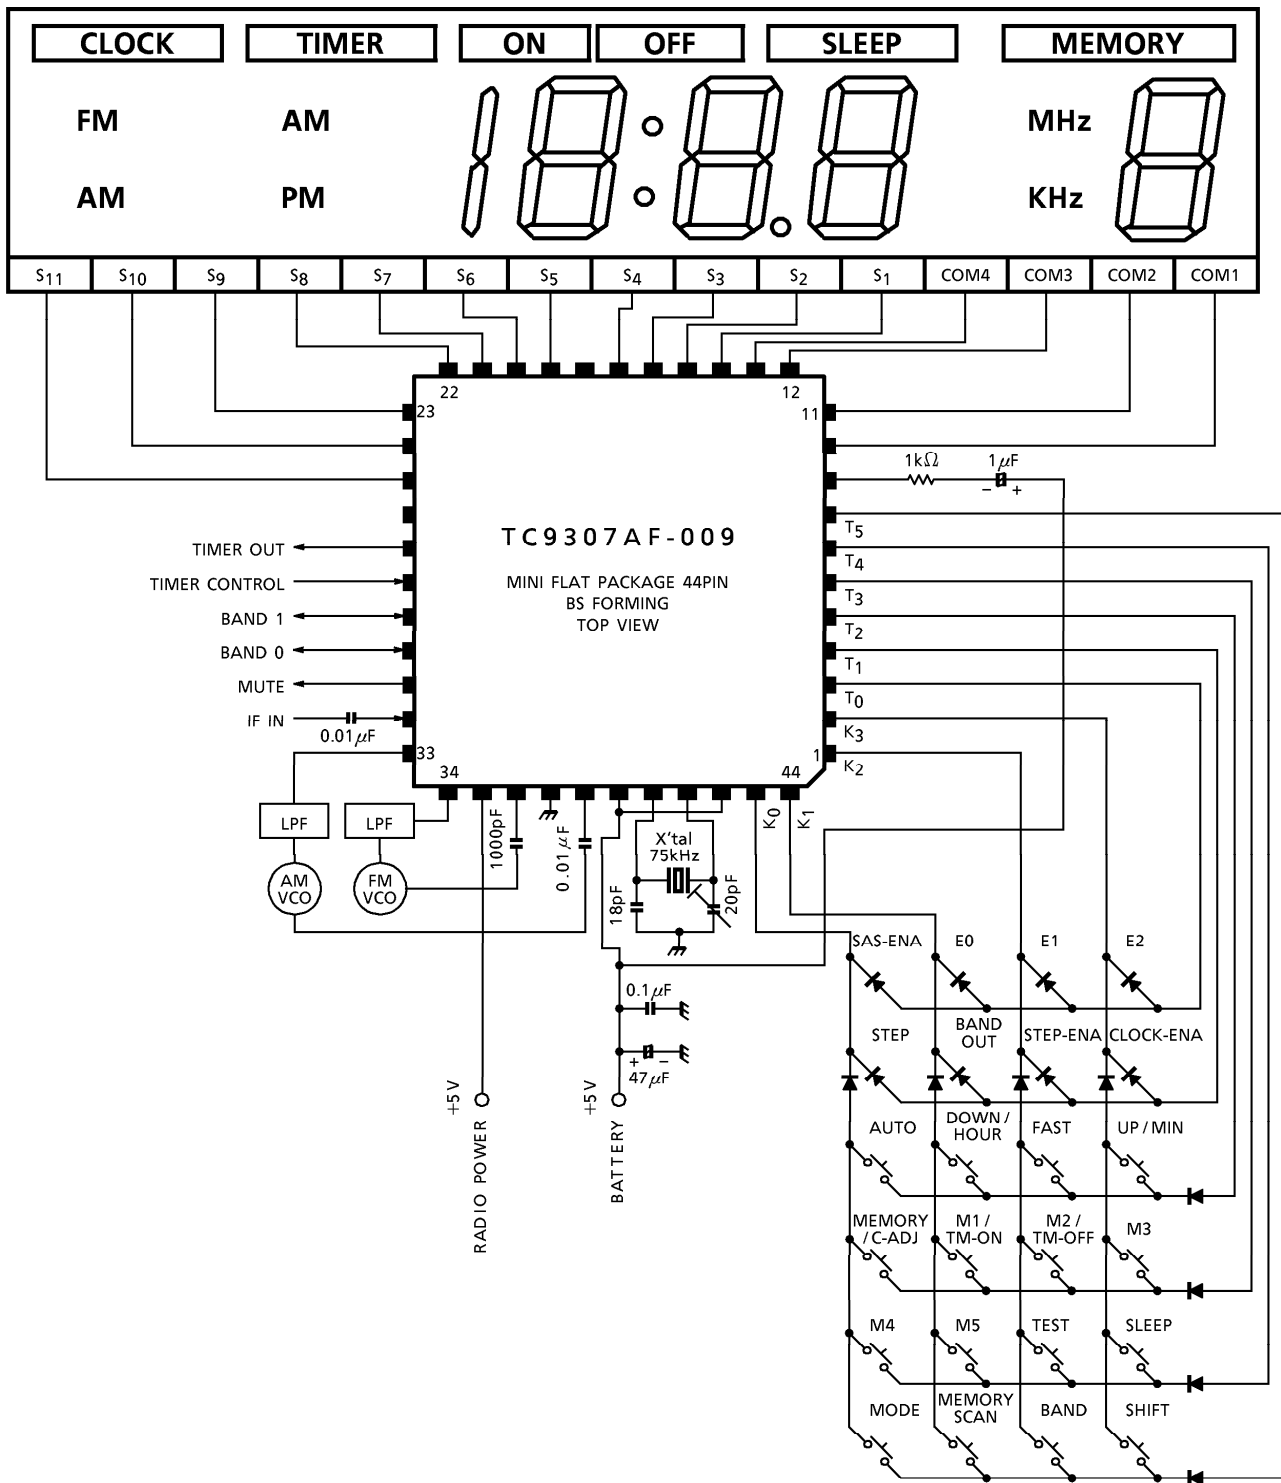 CLOCK TIMER ON OFF SLEEP MEMORY
FM AM MHz
AM PM KHz
S11 S10 S9 S8 S7 S6 S5 S4 S3 S2 S1 COM4 COM3 COM2 COM1
22 12
23 11
1kΩ 1μF
− +
TC9307AF-009
MINI FLAT PACKAGE 44PIN
BS FORMING
TOP VIEW
T5
TIMER OUT
T4
TIMER CONTROL
T3
BAND 1
T2
BAND 0
T1
MUTE
T0
IF IN
0.01μF
K3
33 1
K2
34 44
LPF LPF
1000pF
0.01μF
X'tal
75kHz
K0
K1
AM
VCO
FM
VCO
18pF
20pF
SAS-ENA E0 E1 E2
0.1μF
STEP BAND
OUT STEP-ENA CLOCK-ENA
+ −
47μF
+5V
+5V
RADIO POWER
BATTERY
AUTO DOWN/
HOUR FAST UP/MIN
MEMORY
/C-ADJ M1/
TM-ON M2/
TM-OFF M3
M4 M5 TEST SLEEP
MODE MEMORY
SCAN BAND SHIFT